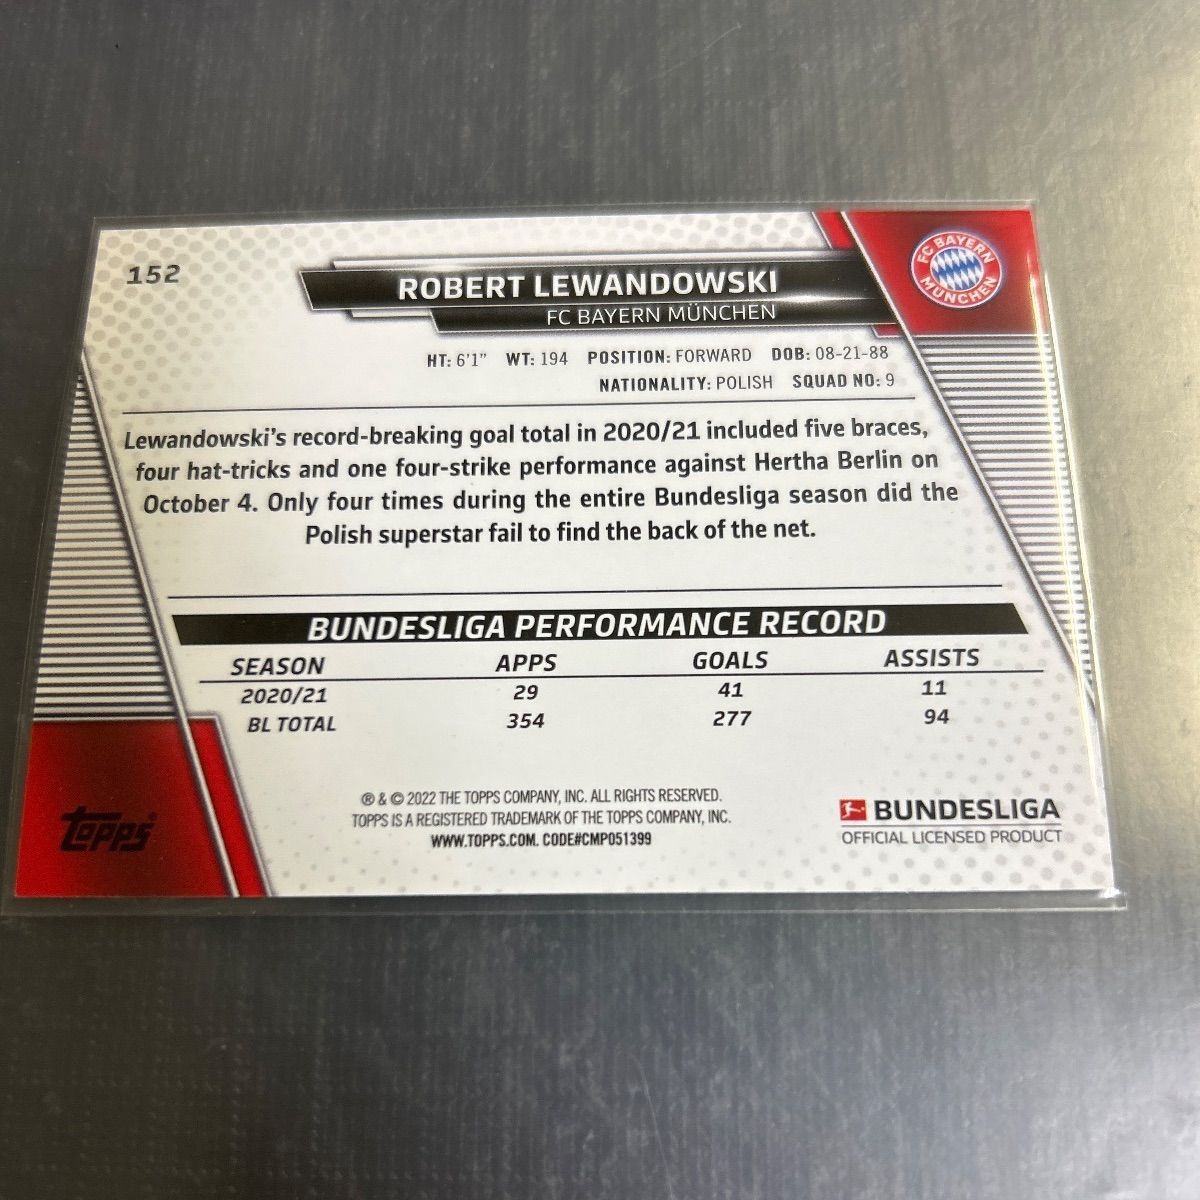 152
ROBERT LEWANDOWSKI
FC BAYERN MÜNCHEN
FC BAYERN MÜNCHEN
HT: 6'1" WT: 194 POSITION: FORWARD DOB: 08-21-88
NATIONALITY: POLISH SQUAD NO: 9
Lewandowski's record-breaking goal total in 2020/21 included five braces,
four hat-tricks and one four-strike performance against Hertha Berlin on
October 4. Only four times during the entire Bundesliga season did the
Polish superstar fail to find the back of the net.
BUNDESLIGA PERFORMANCE RECORD
SEASON APPS GOALS ASSISTS
2020/21 29 41 11
BL TOTAL 354 277 94
® & © 2022 THE TOPPS COMPANY, INC. ALL RIGHTS RESERVED.
TOPPS IS A REGISTERED TRADEMARK OF THE TOPPS COMPANY, INC.
WWW.TOPPS.COM. CODE#CMP051399
topps®
BUNDESLIGA
OFFICIAL LICENSED PRODUCT